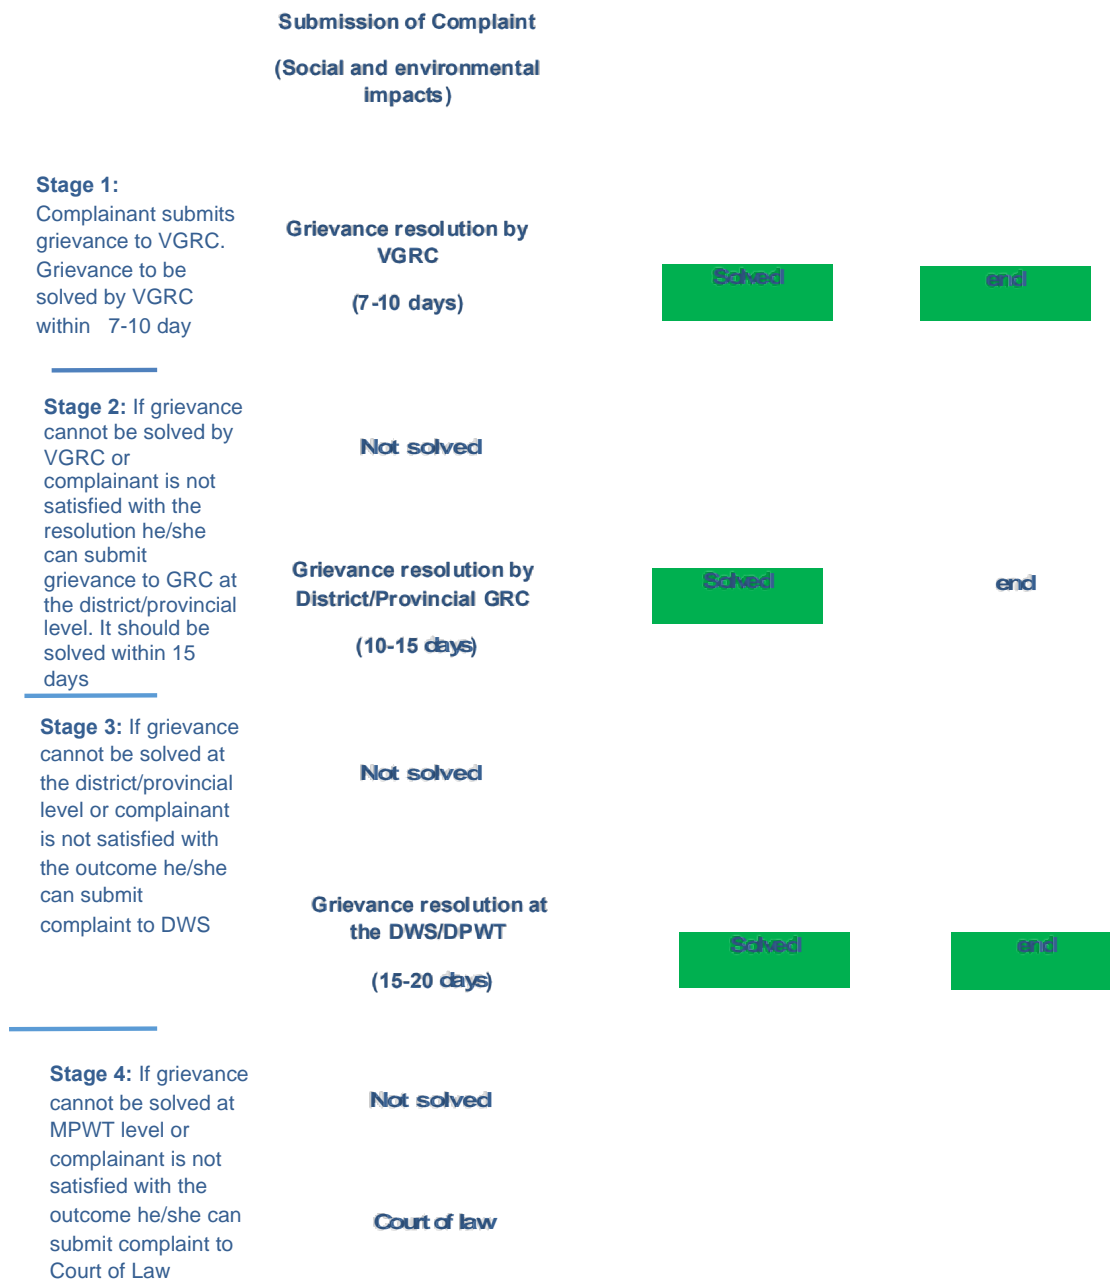 Submission of Complaint
(Social and environmental
impacts)
Stage 1:
Complainant submits
grievance to VGRC.
Grievance to be
solved by VGRC
within 7-10 day
Grievance resolution by
VGRC
(7-10 days)
Solved
end
Stage 2: If grievance
cannot be solved by
VGRC or
complainant is not
satisfied with the
resolution he/she
can submit
grievance to GRC at
the district/provincial
level. It should be
solved within 15
days
Not solved
Grievance resolution by
District/Provincial GRC
(10-15 days)
Solved
end
Stage 3: If grievance
cannot be solved at
the district/provincial
level or complainant
is not satisfied with
the outcome he/she
can submit
complaint to DWS
Not solved
Grievance resolution at
the DWS/DPWT
(15-20 days)
Solved
end
Stage 4: If grievance
cannot be solved at
MPWT level or
complainant is not
satisfied with the
outcome he/she can
submit complaint to
Court of Law
Not solved
Court of law